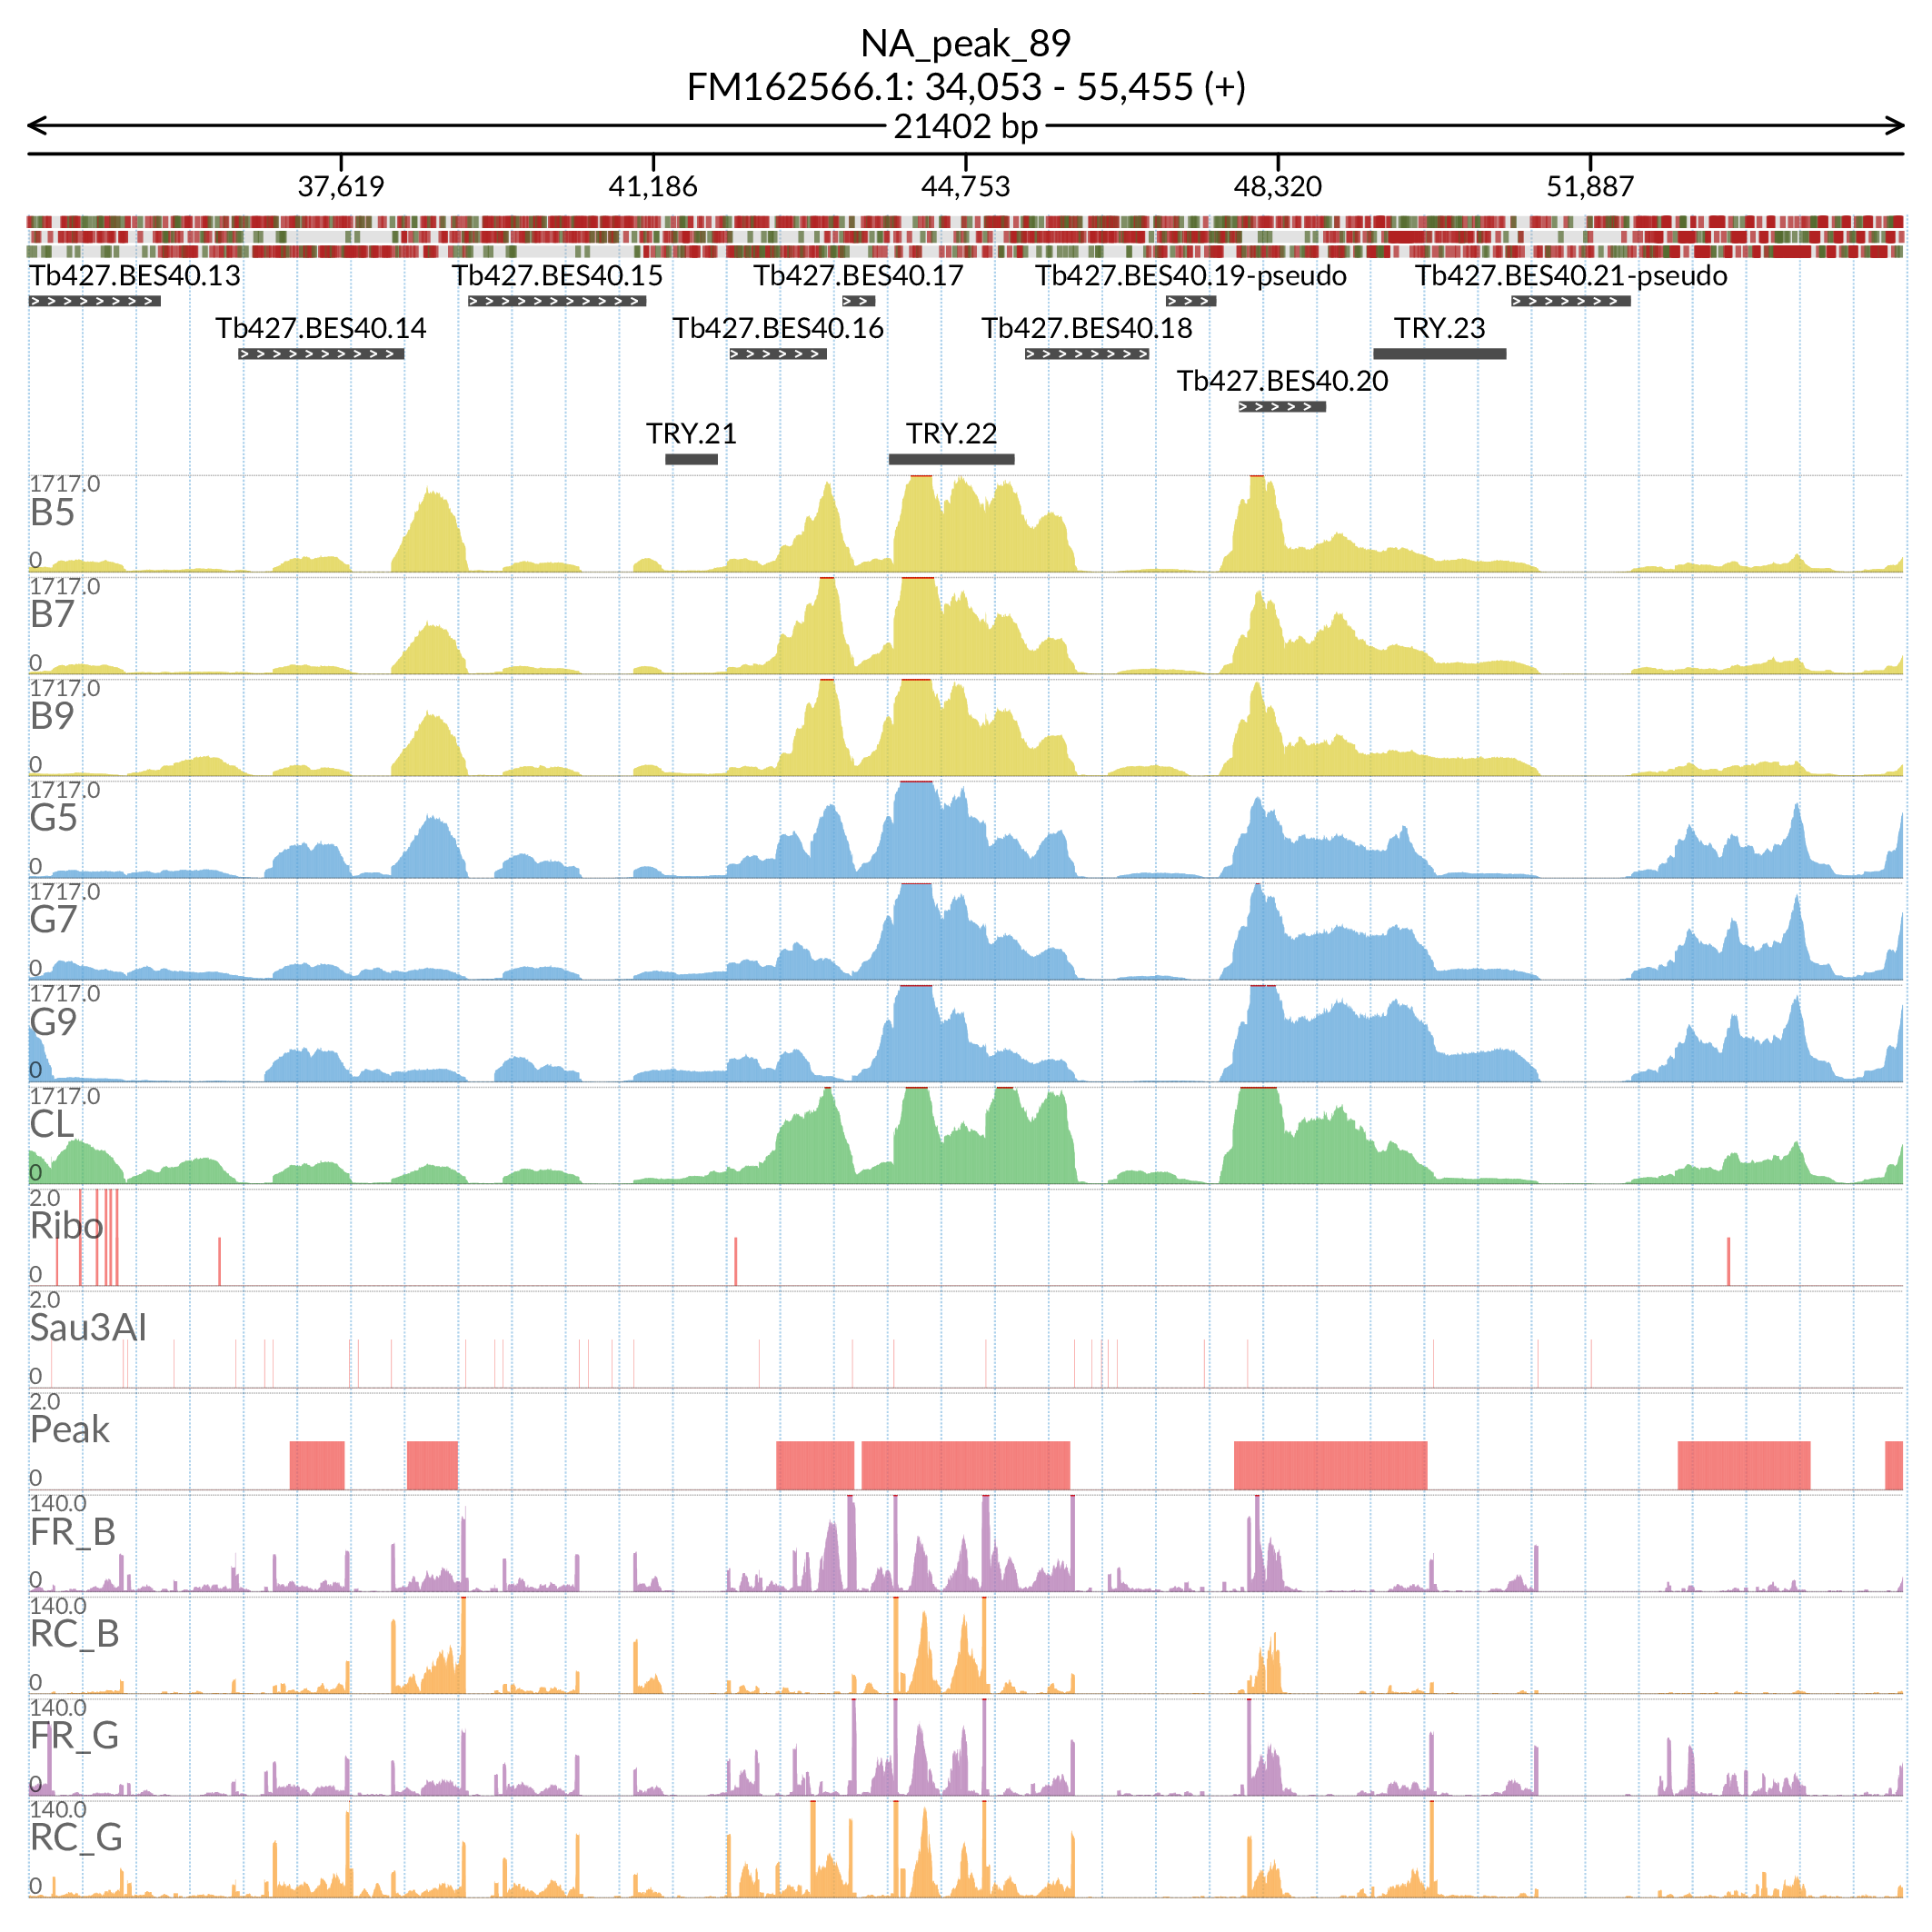 NA_peak_89
FM162566.1: 34,053 - 55,455 (+)
21402 bp
37,619 41,186 44,753 48,320 51,887
Tb427.BES40.13 Tb427.BES40.15 Tb427.BES40.17 Tb427.BES40.19-pseudo Tb427.BES40.21-pseudo
Tb427.BES40.14 Tb427.BES40.16 Tb427.BES40.18 TRY.23
Tb427.BES40.20
TRY.21 TRY.22
1717.0
B5
0
1717.0
B7
0
1717.0
B9
0
1717.0
G5
0
1717.0
G7
0
1717.0
G9
0
1717.0
CL
0
2.0
Ribo
0
2.0
Sau3AI
0
2.0
Peak
0
140.0
FR_B
0
140.0
RC_B
0
140.0
FR_G
0
140.0
RC_G
0